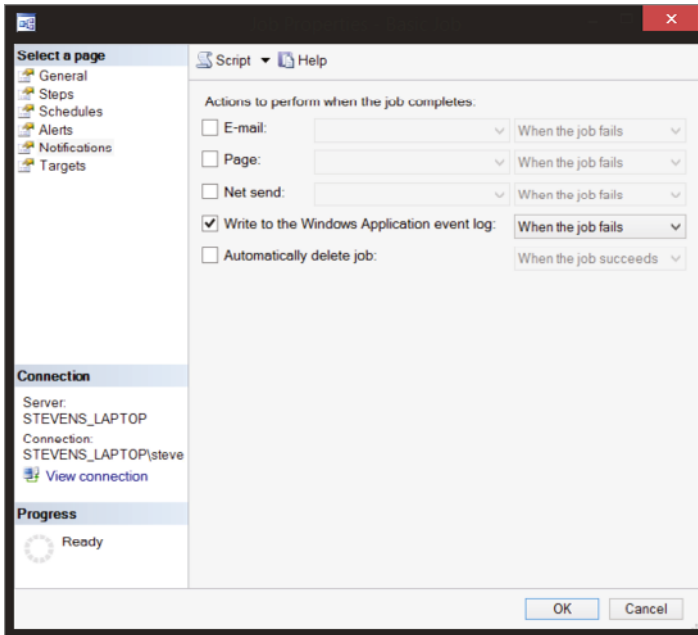 Select a page
General
Steps
Schedules
Alerts
Notifications
Targets
Script Help
Actions to perform when the job completes:
E-mail: When the job fails
Page: When the job fails
Net send: When the job fails
Write to the Windows Application event log: When the job fails
Automatically delete job: When the job succeeds
Connection
Server:
STEVENS_LAPTOP
Connection:
STEVENS_LAPTOP\steve
View connection
Progress
Ready
OK Cancel